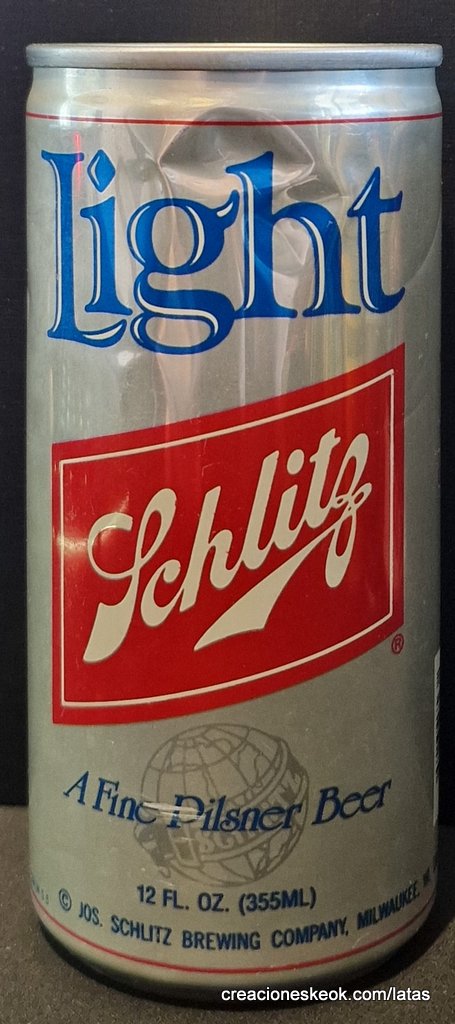 Light
Schlitz
®
A Fine Pilsner Beer
12 FL. OZ. (355ML)
© JOS. SCHLITZ BREWING COMPANY, MILWAUKEE,
creacioneskeok.com/latas